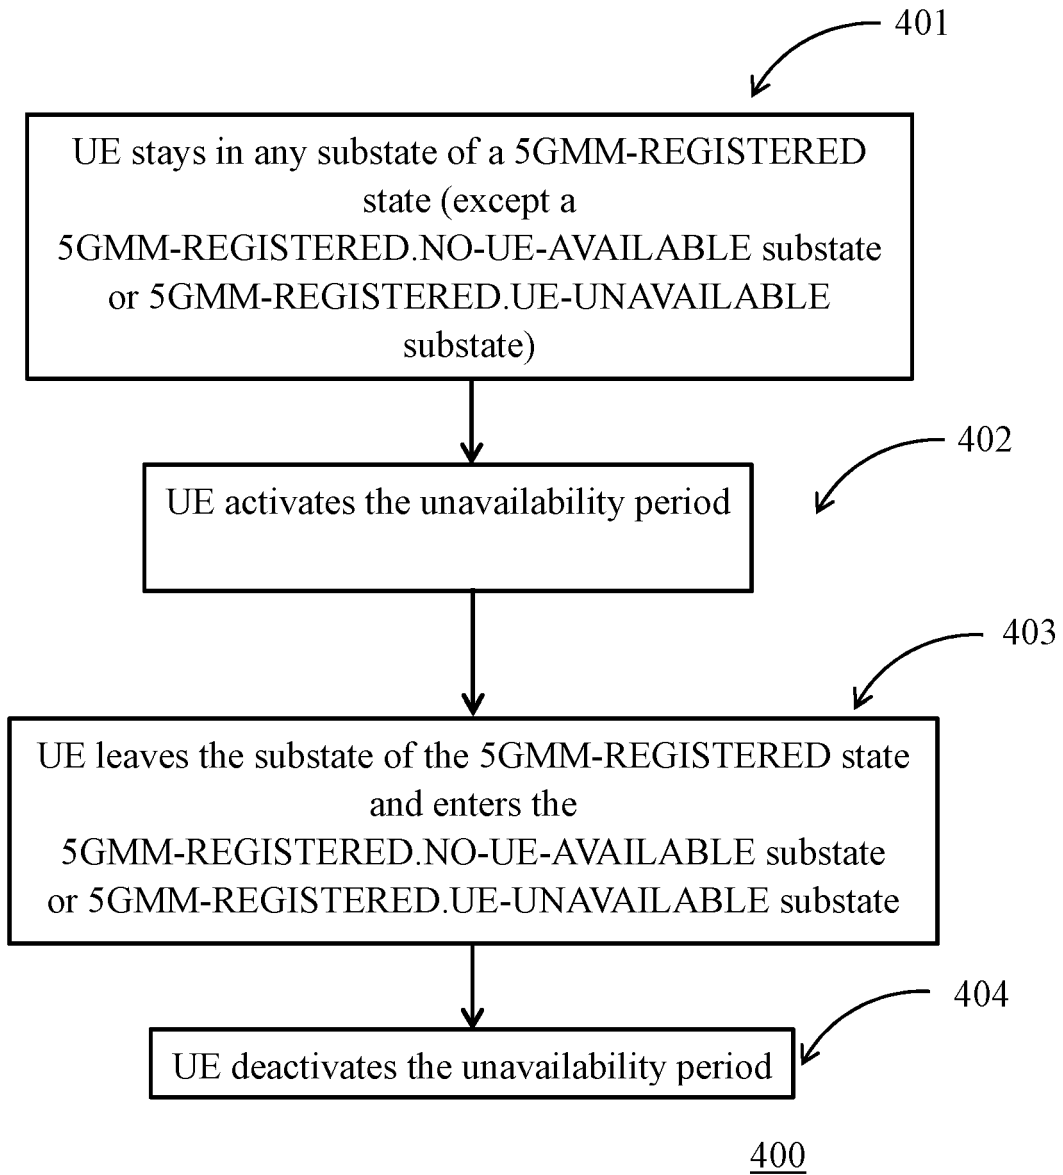 401
UE stays in any substate of a 5GMM-REGISTERED
state (except a
5GMM-REGISTERED.NO-UE-AVAILABLE substate
or 5GMM-REGISTERED.UE-UNAVAILABLE
substate)
402
UE activates the unavailability period
403
UE leaves the substate of the 5GMM-REGISTERED state
and enters the
5GMM-REGISTERED.NO-UE-AVAILABLE substate
or 5GMM-REGISTERED.UE-UNAVAILABLE substate
404
UE deactivates the unavailability period
400